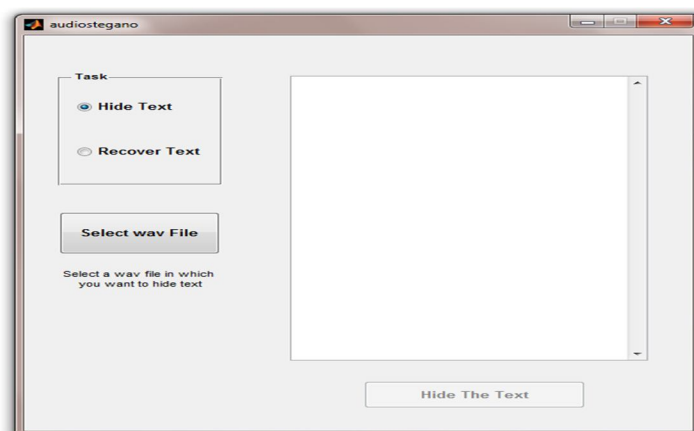 audiostegano
Task
Hide Text
Recover Text
Select wav File
Select a wav file in which
you want to hide text
Hide The Text